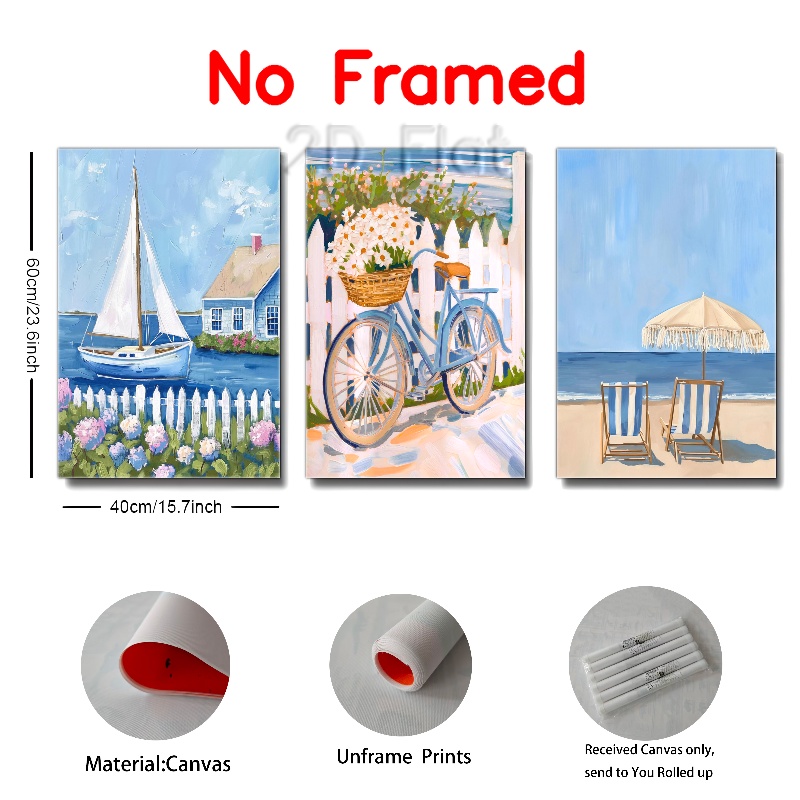 No Framed
2D Flat
60cm/23.6inch
40cm/15.7inch
Material:Canvas
Unframe Prints
Received Canvas only,
send to You Rolled up